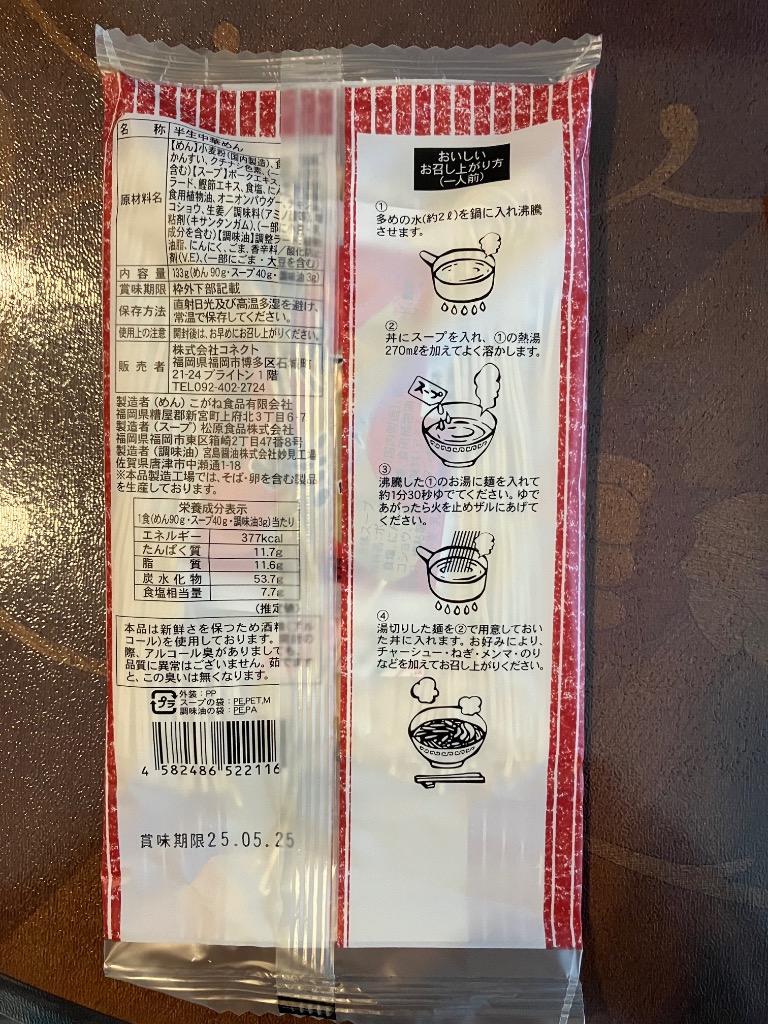 名称 半生中華めん
原材料名
【めん】小麦粉(国内製造)、
かんすい、クチナシ色素、(一
含む)【スープ】ポークエキス
ラード、鰹節エキス、食塩、にん
食用植物油、オニオンパウダー
コショウ、生姜/調味料(アミノ
粘剤(キサンタンガム)、(一部に
成分を含む)【調味油】調整ラー
油脂、にんにく、ごま、香辛料/酸化防
剤(V.E)、(一部にごま・大豆を含む)
内容量 133g(めん90g・スープ40g・調味油3g)
賞味期限 枠外下部記載
保存方法 直射日光及び高温多湿を避け、
常温で保存してください。
使用上の注意 開封後は、お早めにお召し上がりください。
販売者 株式会社コネクト
福岡県福岡市博多区石城町
21-24 ブライトン1階
TEL092-402-2724
製造者(めん)こがね食品有限会社
福岡県糟屋郡新宮町上府北3丁目6-7
製造者(スープ)松原食品株式会社
福岡県福岡市東区箱崎2丁目47番8号
製造者(調味油)宮島醤油株式会社妙見工場
佐賀県唐津市中瀬通1-18
※本品製造工場では、そば・卵を含む製品
を生産しております。
栄養成分表示
1食(めん90g・スープ40g・調味油3g)当たり
エネルギー 377kcal
たんぱく質 11.7g
脂質 11.6g
炭水化物 53.7g
食塩相当量 7.7g
(推定値)
本品は新鮮さを保つため酒精(アル
コール)を使用しております。開封の
際、アルコール臭がありましても
品質に異常はございません。茹でます
と、この臭いは無くなります。
プラ
外装:PP
スープの袋:PE,PET,M
調味油の袋:PE,PA
4 582486 522116
賞味期限25.05.25
おいしい
お召し上がり方
(一人前)
①
多めの水(約2ℓ)を鍋に入れ沸騰
させます。
②
丼にスープを入れ、①の熱湯
270mℓを加えてよく溶かします。
スープ
③
沸騰した①のお湯に麺を入れて
約1分30秒ゆでてください。ゆで
あがったら火を止めザルにあげて
ください。
④
湯切りした麺を②で用意しておい
た丼に入れます。お好みにより、
チャーシュー・ねぎ・メンマ・のり
などを加えてお召し上がりください。